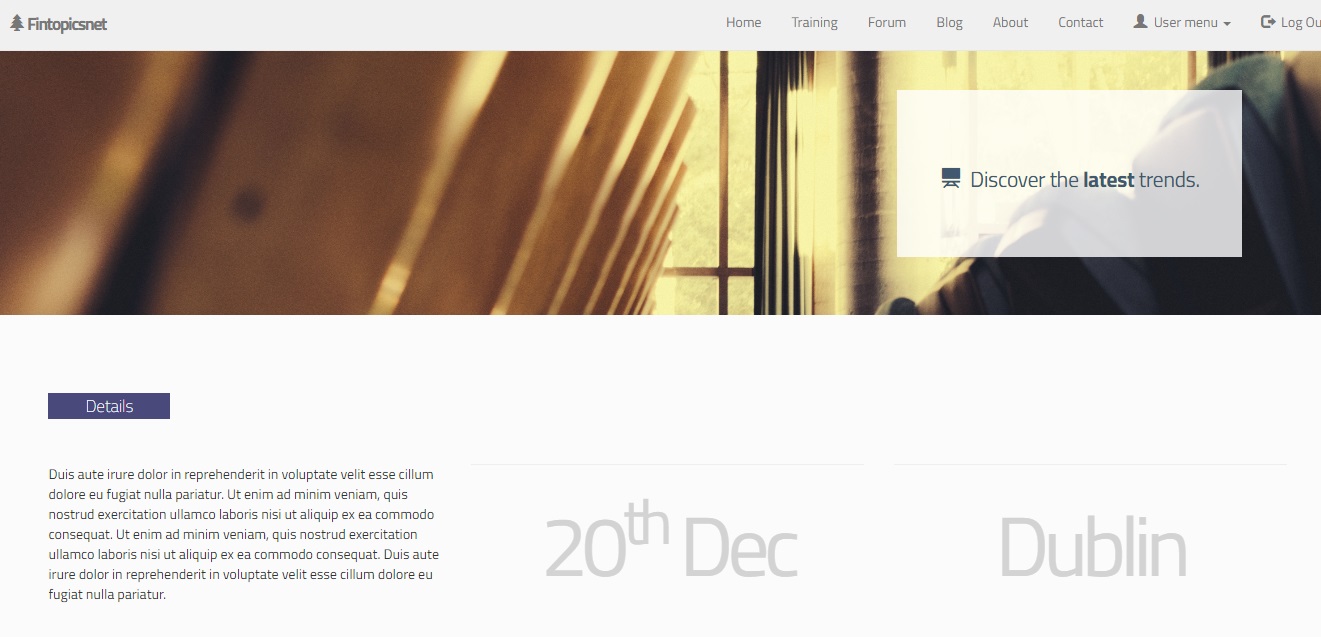 Fintopicsnet
Home Training Forum Blog About Contact User menu Log Ou
Discover the latest trends.
Details
Duis aute irure dolor in reprehenderit in voluptate velit esse cillum
dolore eu fugiat nulla pariatur. Ut enim ad minim veniam, quis
nostrud exercitation ullamco laboris nisi ut aliquip ex ea commodo
consequat. Ut enim ad minim veniam, quis nostrud exercitation
ullamco laboris nisi ut aliquip ex ea commodo consequat. Duis aute
irure dolor in reprehenderit in voluptate velit esse cillum dolore eu
fugiat nulla pariatur.
20th Dec
Dublin